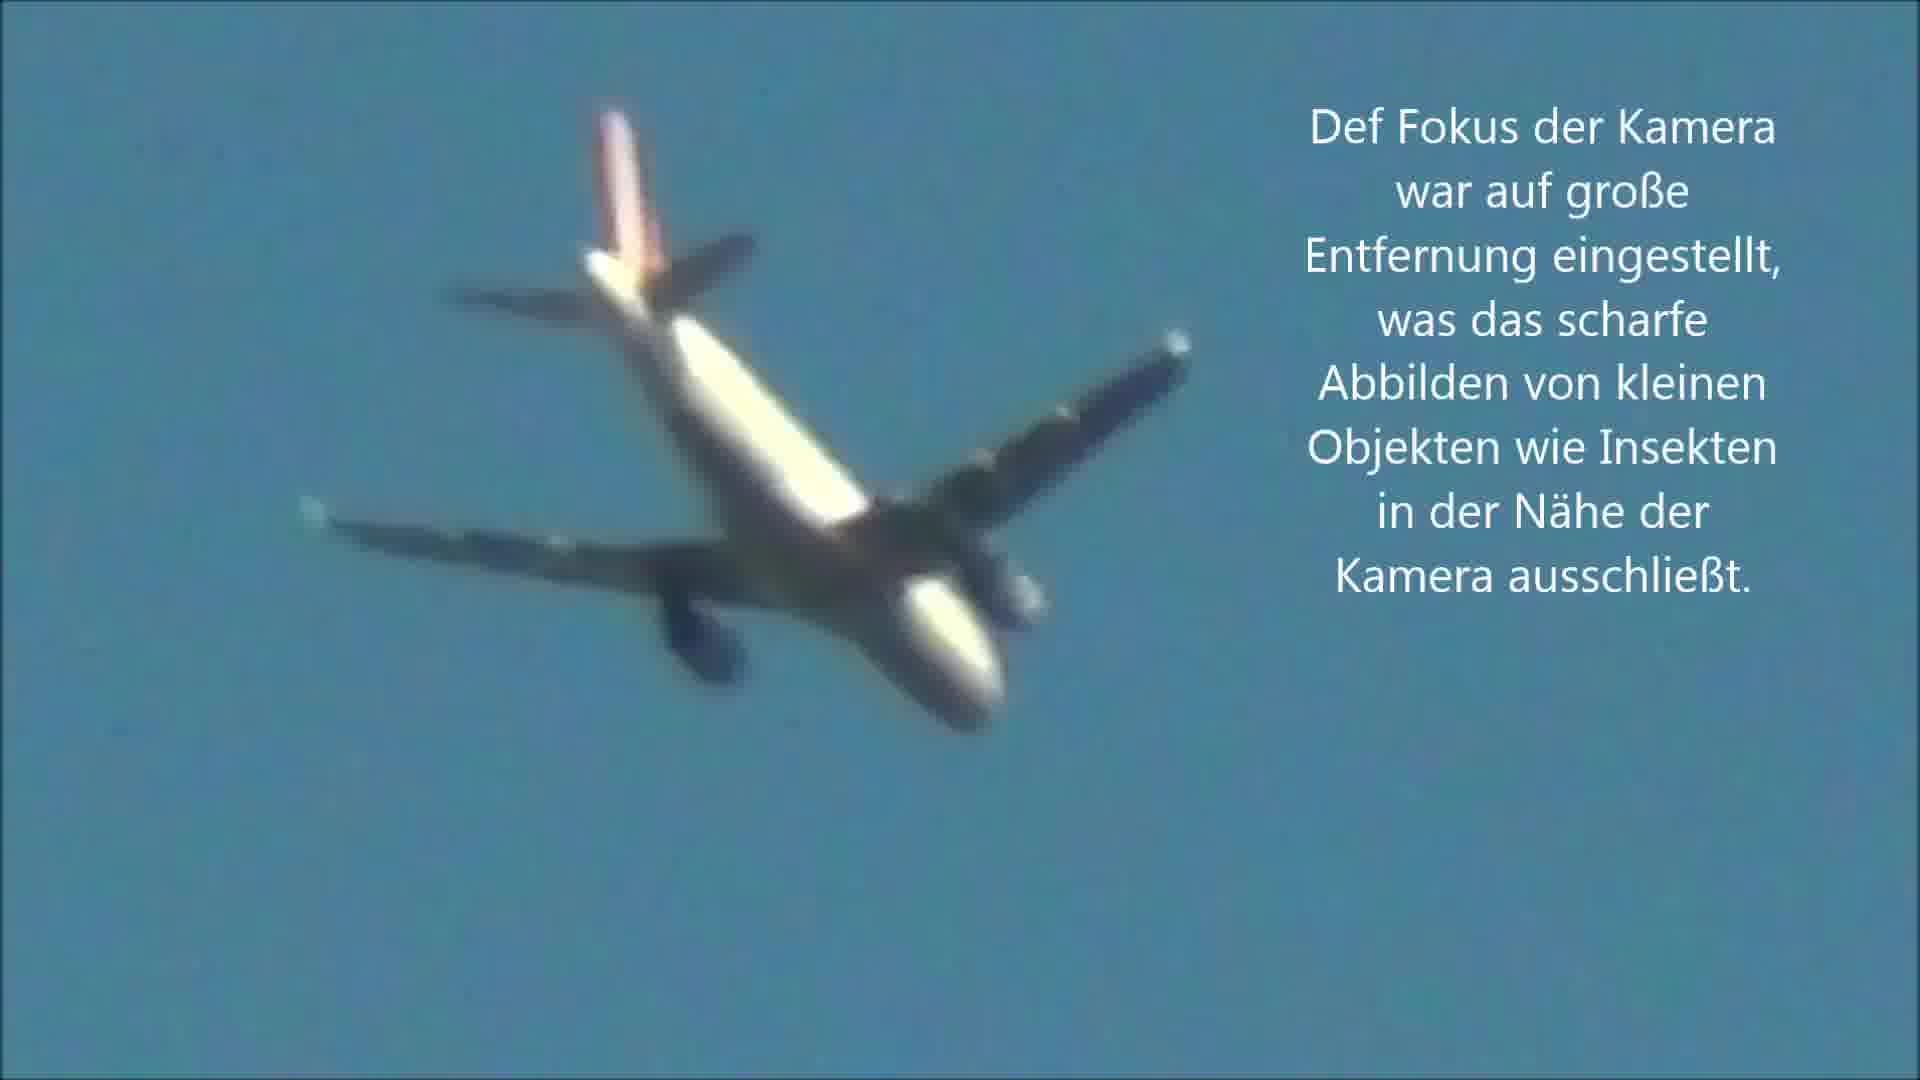 Def Fokus der Kamera
war auf große
Entfernung eingestellt,
was das scharfe
Abbilden von kleinen
Objekten wie Insekten
in der Nähe der
Kamera ausschließt.